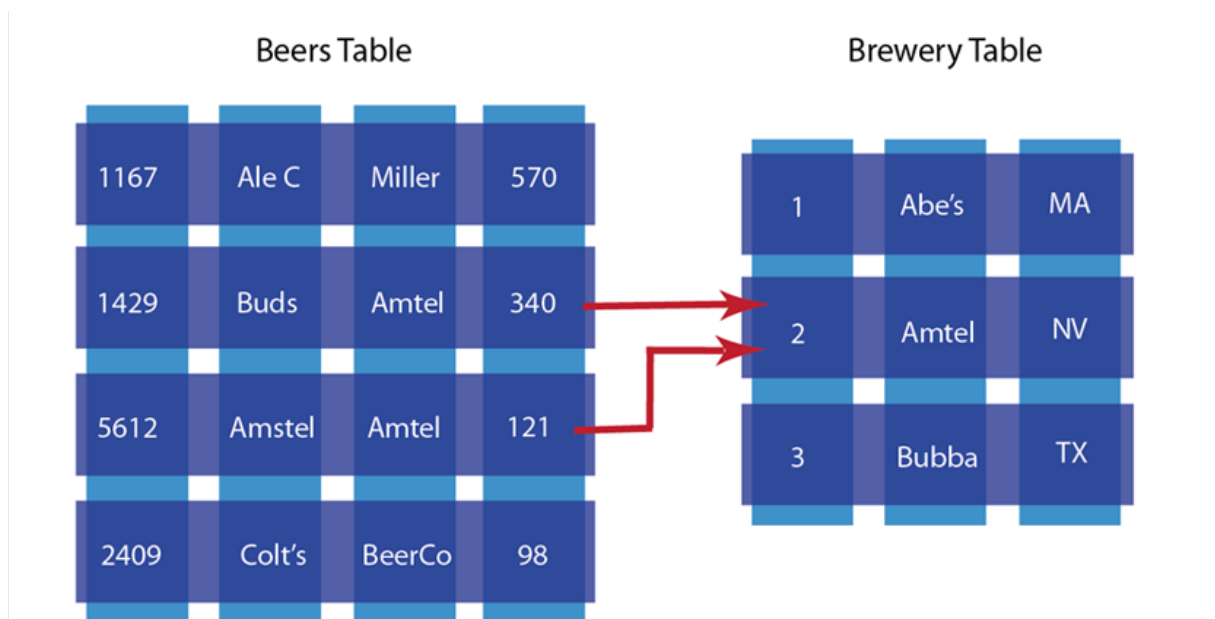 Beers Table
Brewery Table
1167 Ale C Miller 570
1429 Buds Amtel 340
5612 Amstel Amtel 121
2409 Colt's BeerCo 98
1 Abe's MA
2 Amtel NV
3 Bubba TX